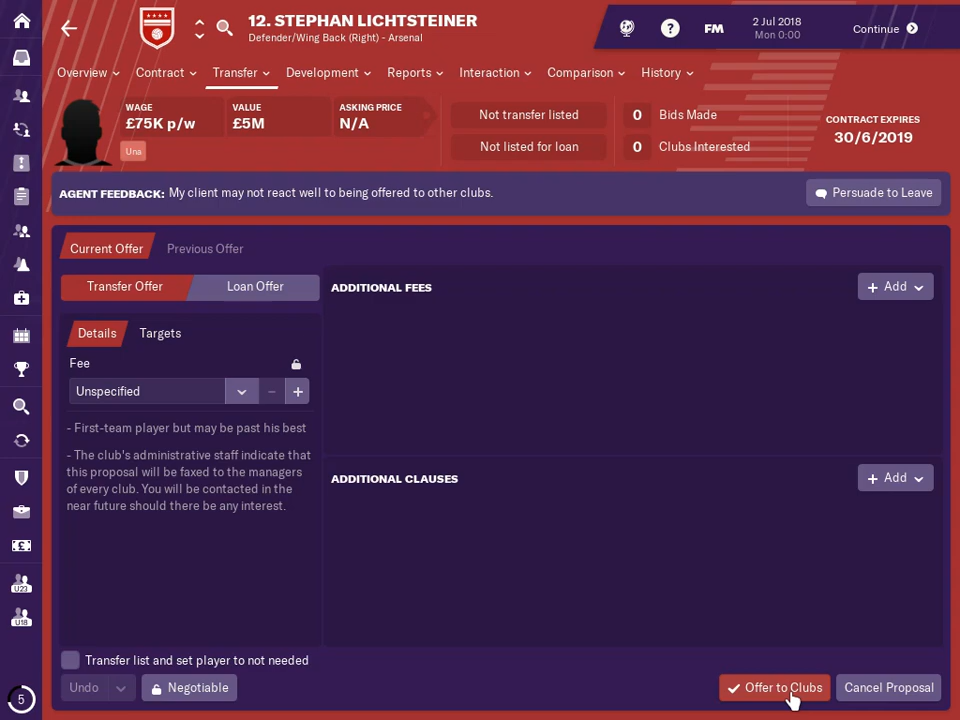 12. STEPHAN LICHTSTEINER
Defender/Wing Back (Right) - Arsenal
?
FM
2 Jul 2018
Mon 0:00
Continue
Overview
Contract
Transfer
Development
Reports
Interaction
Comparison
History
WAGE
£75K p/w
VALUE
£5M
ASKING PRICE
N/A
Una
Not transfer listed
Not listed for loan
0 Bids Made
0 Clubs Interested
CONTRACT EXPIRES
30/6/2019
AGENT FEEDBACK: My client may not react well to being offered to other clubs.
Persuade to Leave
Current Offer
Previous Offer
Transfer Offer
Loan Offer
Details
Targets
Fee
Unspecified
- First-team player but may be past his best
- The club's administrative staff indicate that
this proposal will be faxed to the managers
of every club. You will be contacted in the
near future should there be any interest.
ADDITIONAL FEES
+ Add
ADDITIONAL CLAUSES
+ Add
Transfer list and set player to not needed
Undo
Negotiable
Offer to Clubs
Cancel Proposal
U23
U18
5